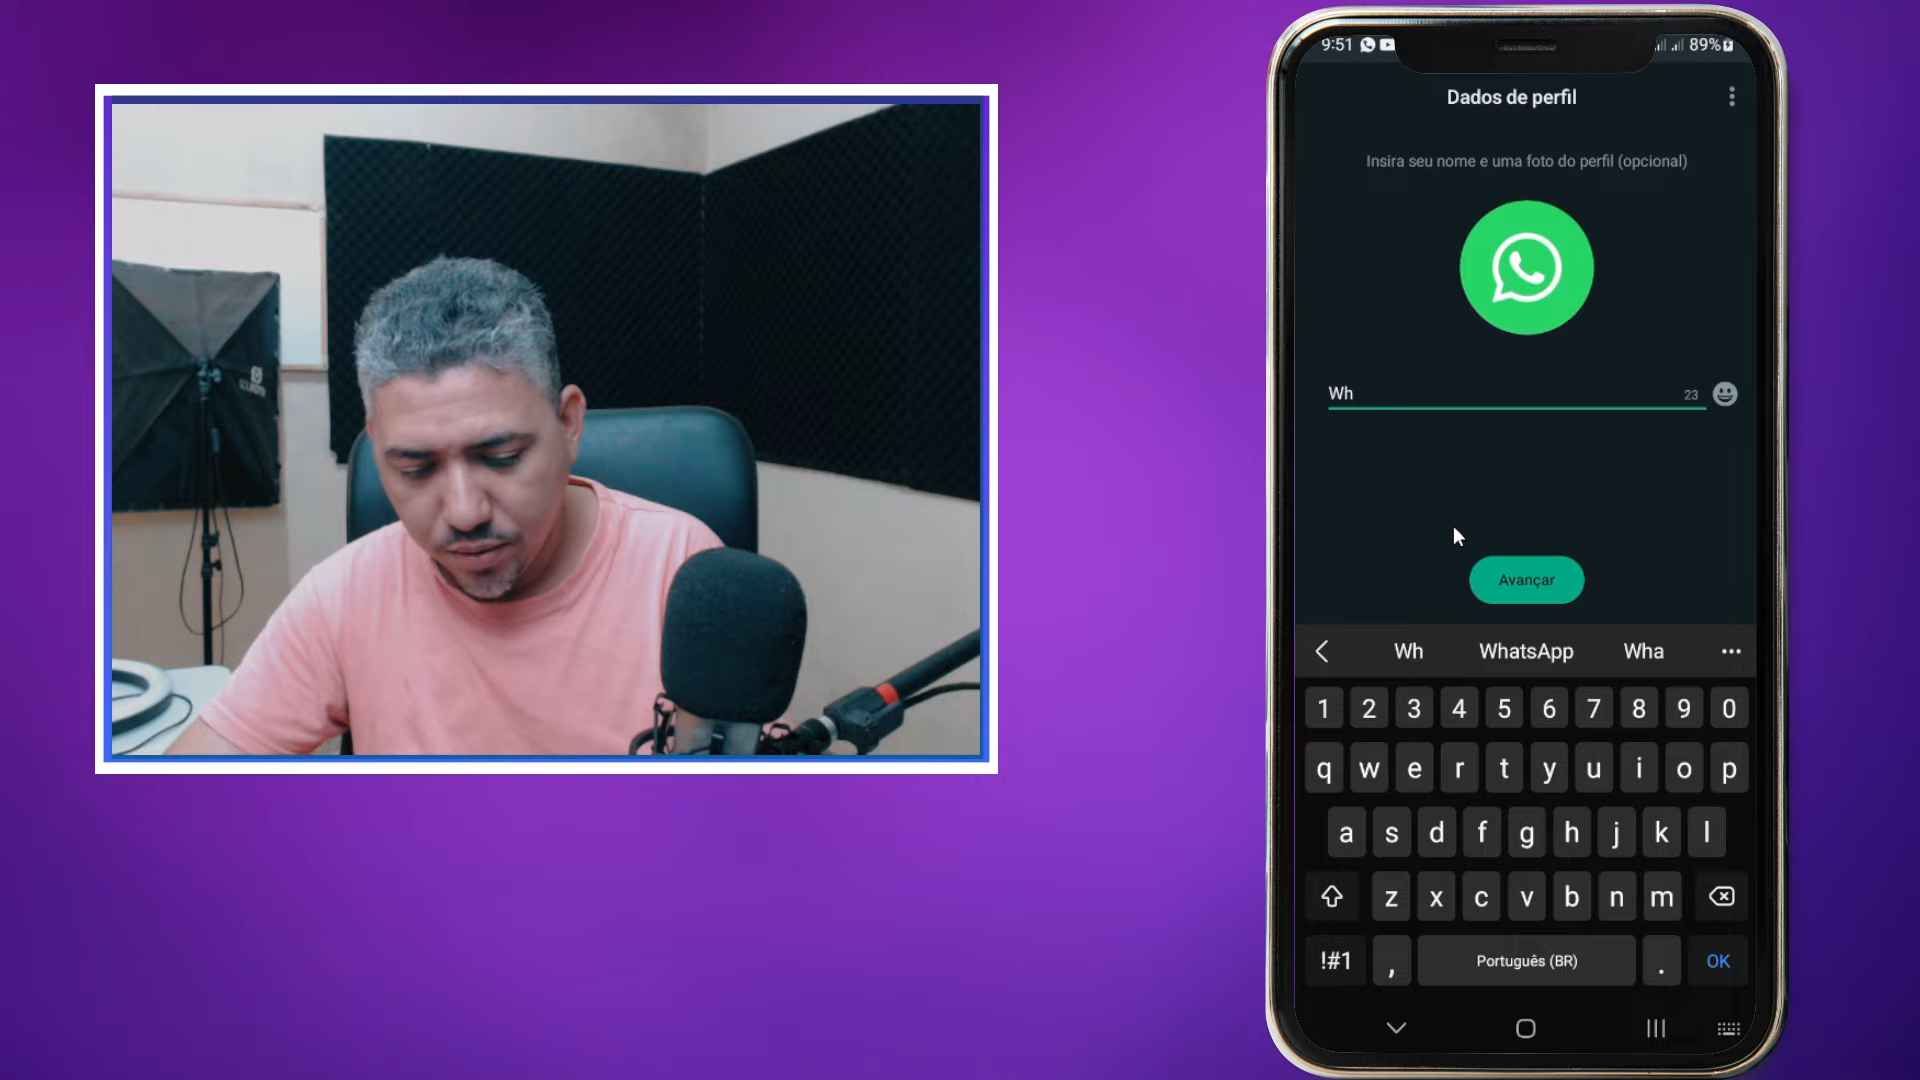 9:51
89%
Dados de perfil
Insira seu nome e uma foto do perfil (opcional)
Wh
23
Avançar
Wh WhatsApp Wha
1 2 3 4 5 6 7 8 9 0
q w e r t y u i o p
a s d f g h j k l
z x c v b n m
!#1 , Português (BR) . OK